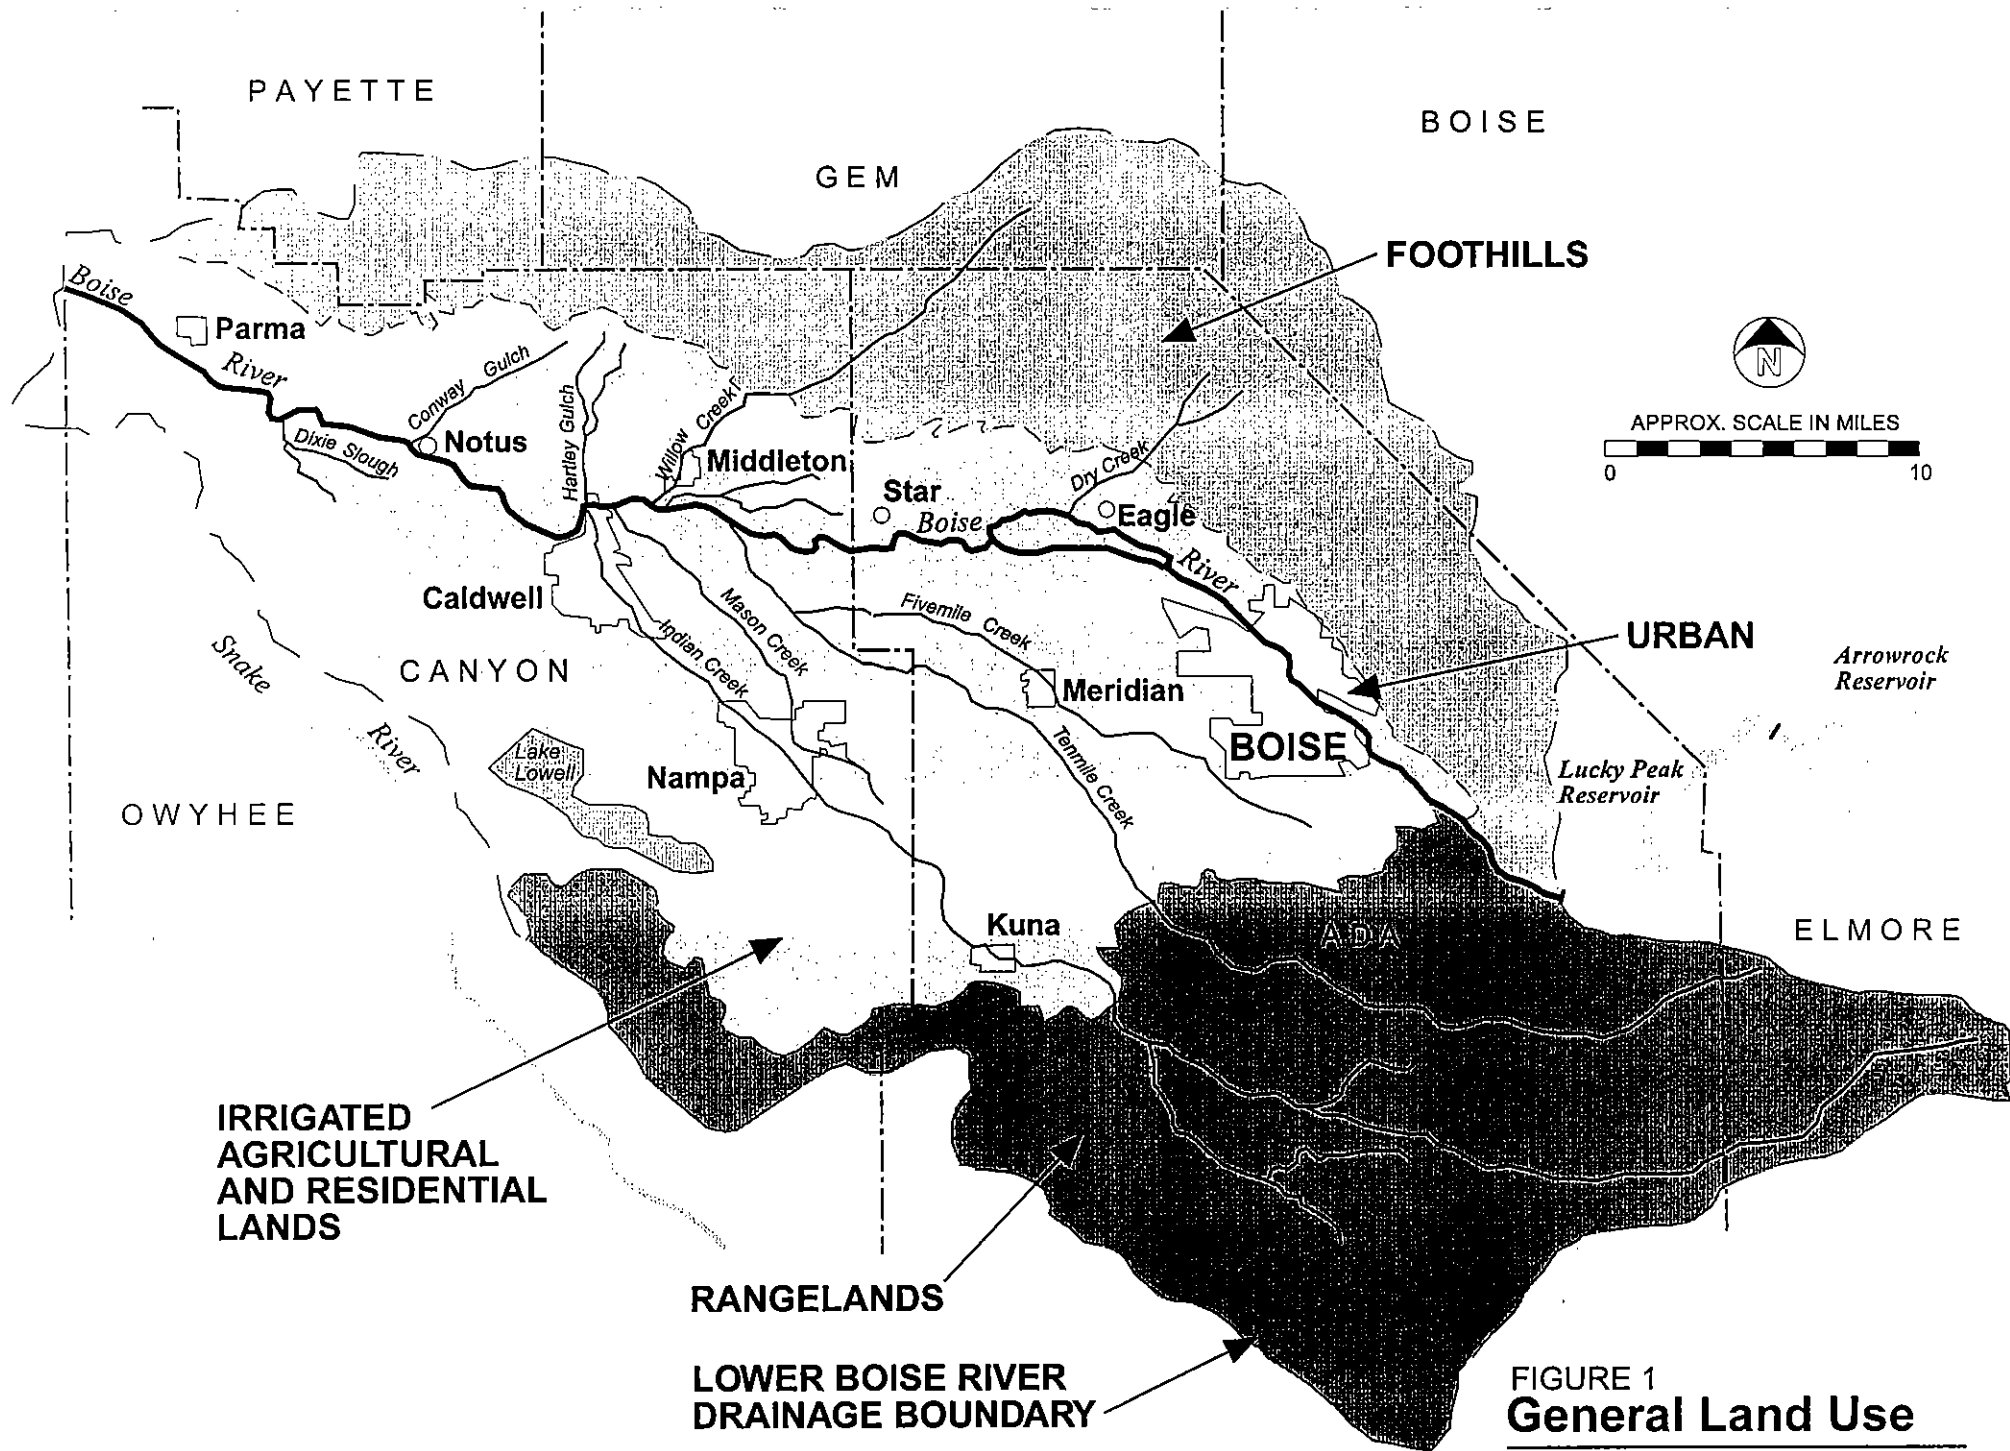 PAYETTE
BOISE
GEM
FOOTHILLS
Boise
Parma
River
Conway Gulch
Hartley Gulch
Willow Creek
Dixie Slough
Notus
Middleton
Star
Boise
Dry Creek
Eagle
River
N
APPROX. SCALE IN MILES
0 10
Caldwell
Indian Creek
Mason Creek
Fivemile Creek
URBAN
Snake
River
CANYON
Meridian
Arrowrock
Reservoir
Lake
Lowell
Nampa
Tenmile Creek
BOISE
Lucky Peak
Reservoir
OWYHEE
Kuna
ADA
ELMORE
IRRIGATED
AGRICULTURAL
AND RESIDENTIAL
LANDS
RANGELANDS
LOWER BOISE RIVER
DRAINAGE BOUNDARY
FIGURE 1
General Land Use